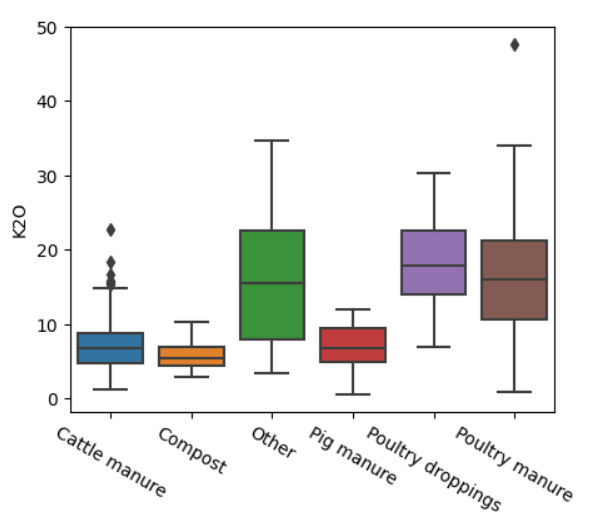 50
40
30
20
10
0
K2O
Cattle manure
Compost
Other
Pig manure
Poultry droppings
Poultry manure